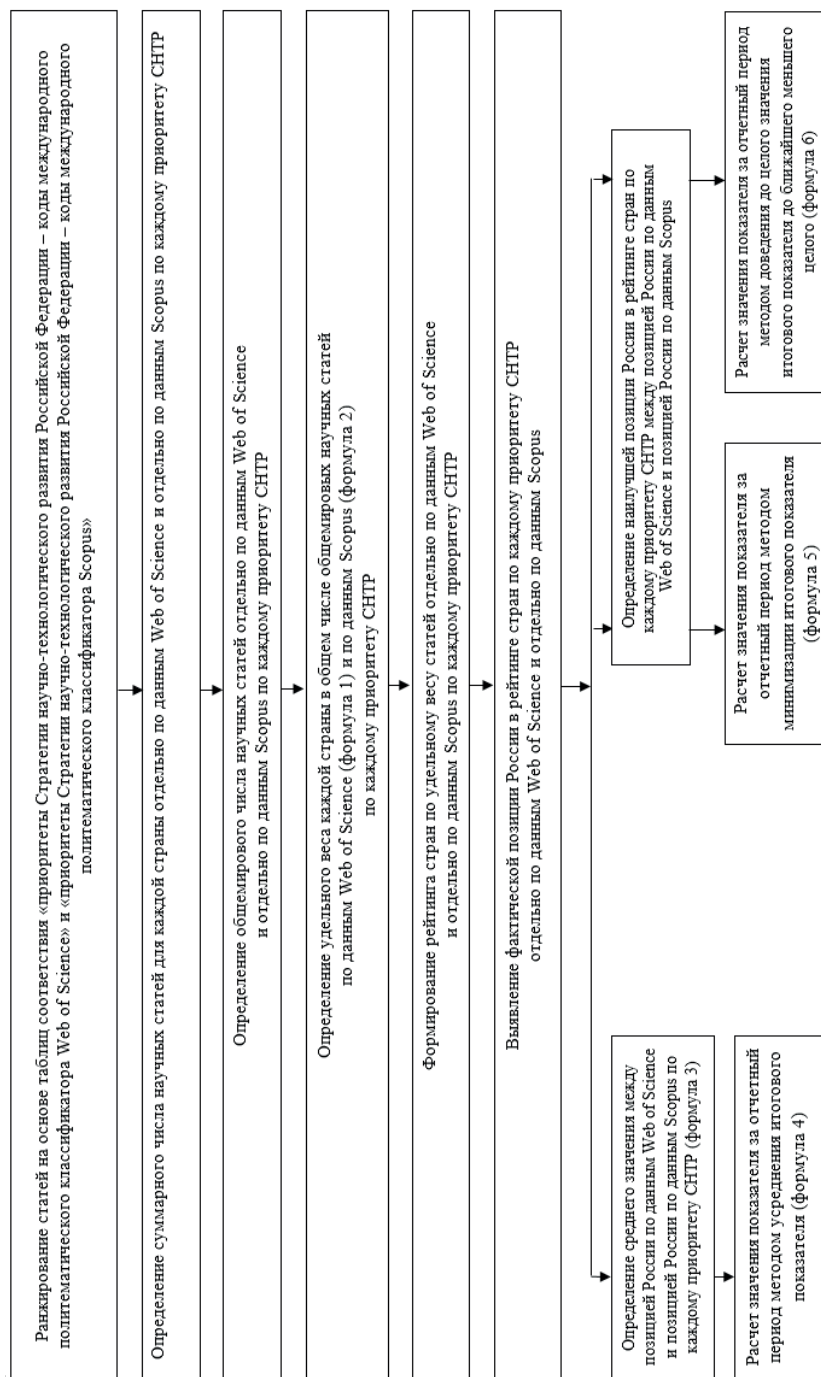 Ранжирование статей на основе таблиц соответствия «приоритеты Стратегии научно-технологического развития Российской Федерации – коды международного
политематического классификатора Web of Science» и «приоритеты Стратегии научно-технологического развития Российской Федерации – коды международного
политематического классификатора Scopus»
Определение суммарного числа научных статей для каждой страны отдельно по данным Web of Science и отдельно по данным Scopus по каждому приоритету СНТР
Определение общемирового числа научных статей отдельно по данным Web of Science
и отдельно по данным Scopus по каждому приоритету СНТР
Определение удельного веса каждой страны в общем числе общемировых научных статей
по данным Web of Science (формула 1) и по данным Scopus (формула 2)
по каждому приоритету СНТР
Формирование рейтинга стран по удельному весу статей отдельно по данным Web of Science
и отдельно по данным Scopus по каждому приоритету СНТР
Выявление фактической позиции России в рейтинге стран по каждому приоритету СНТР
отдельно по данным Web of Science и отдельно по данным Scopus
Определение среднего значения между
позицией России по данным Web of Science
и позицией России по данным Scopus по
каждому приоритету СНТР (формула 3)
Расчет значения показателя за отчетный
период методом усреднения итогового
показателя (формула 4)
Определение наилучшей позиции России в рейтинге стран по
каждому приоритету СНТР между позицией России по данным
Web of Science и позицией России по данным Scopus
Расчет значения показателя за
отчетный период методом
минимизации итогового показателя
(формула 5)
Расчет значения показателя за отчетный период
методом доведения до целого значения
итогового показателя до ближайшего меньшего
целого (формула 6)